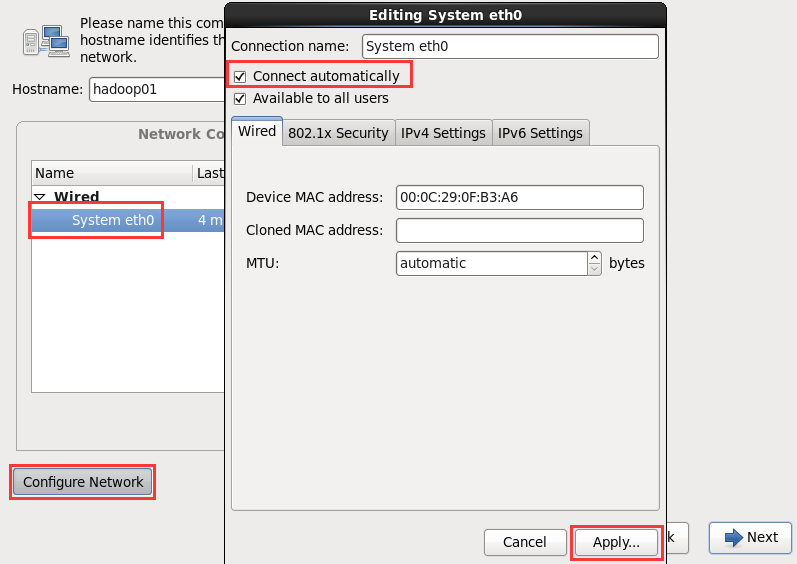 Please name this com
hostname identifies th
network.
Hostname: hadoop01
Network Co
Name Last
Wired
System eth0 4 m
Configure Network
Editing System eth0
Connection name: System eth0
Connect automatically
Available to all users
Wired 802.1x Security IPv4 Settings IPv6 Settings
Device MAC address: 00:0C:29:0F:B3:A6
Cloned MAC address:
MTU: automatic bytes
Cancel Apply... k Next